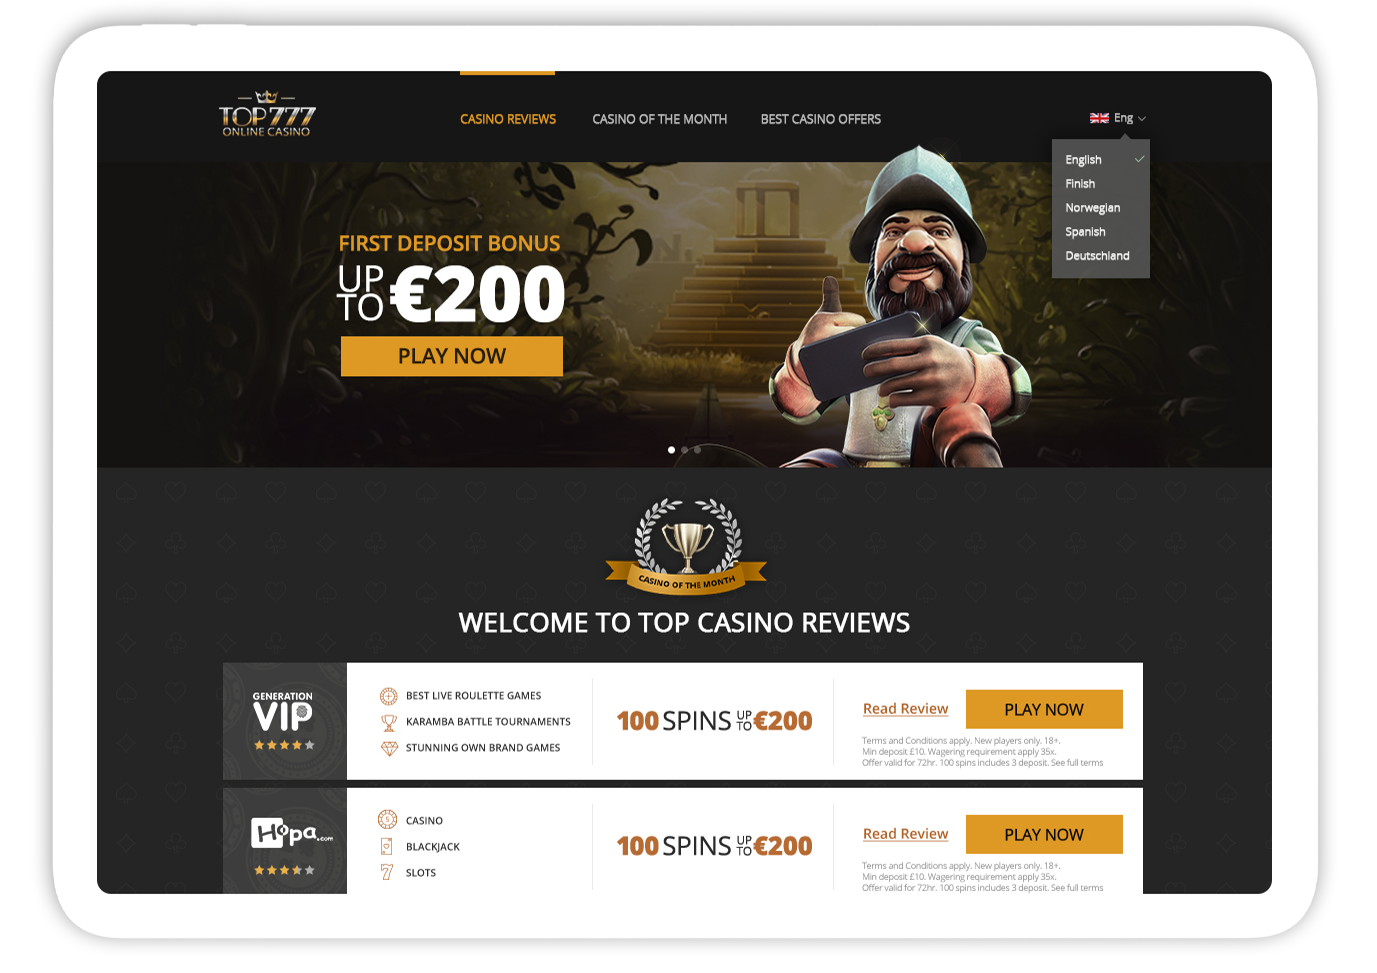 TOP777
ONLINE CASINO
CASINO REVIEWS
CASINO OF THE MONTH
BEST CASINO OFFERS
Eng
English
Finish
Norwegian
Spanish
Deutschland
FIRST DEPOSIT BONUS
UP TO €200
PLAY NOW
CASINO OF THE MONTH
WELCOME TO TOP CASINO REVIEWS
GENERATION
VIP
BEST LIVE ROULETTE GAMES
KARAMBA BATTLE TOURNAMENTS
STUNNING OWN BRAND GAMES
100 SPINS UP TO €200
Read Review
PLAY NOW
Terms and Conditions apply. New players only. 18+.
Min deposit £10. Wagering requirement apply 35x.
Offer valid for 72hr. 100 spins includes 3 deposit. See full terms
Hopa.com
CASINO
BLACKJACK
7 SLOTS
100 SPINS UP TO €200
Read Review
PLAY NOW
Terms and Conditions apply. New players only. 18+.
Min deposit £10. Wagering requirement apply 35x.
Offer valid for 72hr. 100 spins includes 3 deposit. See full terms